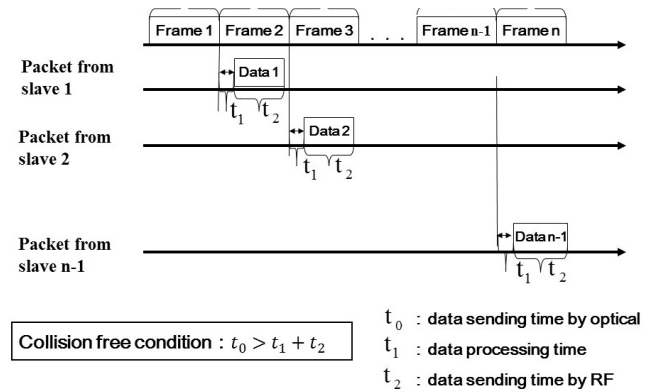 Frame 1 Frame 2 Frame 3 . . . Frame n-1 Frame n
Packet from
slave 1
Data 1
t1 t2
Packet from
slave 2
Data 2
t1 t2
Packet from
slave n-1
Data n-1
t1 t2
Collision free condition : t0 > t1 + t2
t0 : data sending time by optical
t1 : data processing time
t2 : data sending time by RF